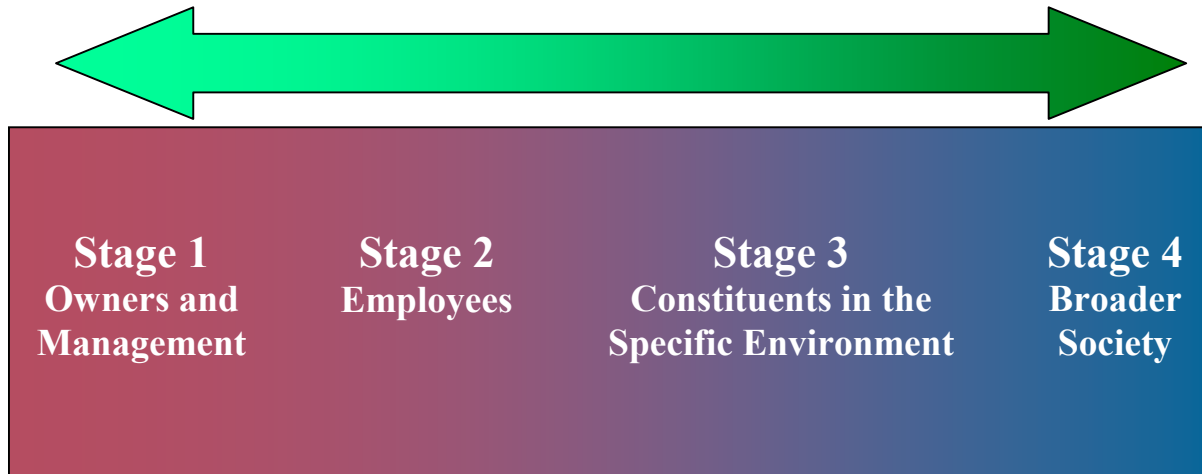 Stage 1
Owners and
Management
Stage 2
Employees
Stage 3
Constituents in the
Specific Environment
Stage 4
Broader
Society